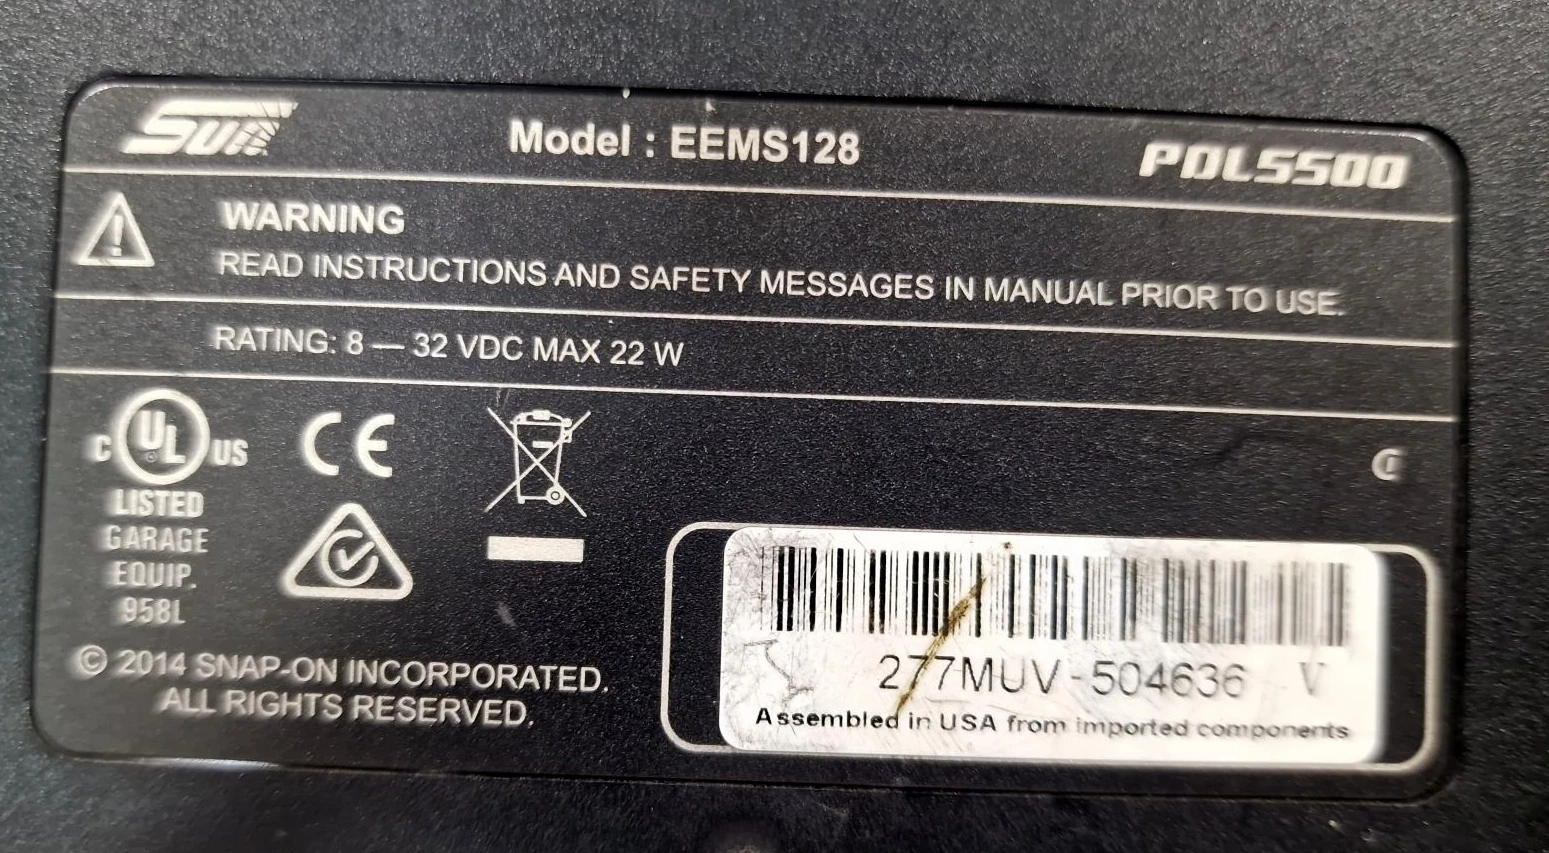 Sun
Model : EEMS128
PDL5500
WARNING
READ INSTRUCTIONS AND SAFETY MESSAGES IN MANUAL PRIOR TO USE.
RATING: 8 — 32 VDC MAX 22 W
C UL US
LISTED
GARAGE
EQUIP.
958L
CE
© 2014 SNAP-ON INCORPORATED.
ALL RIGHTS RESERVED.
277MUV-504636 V
Assembled in USA from imported components